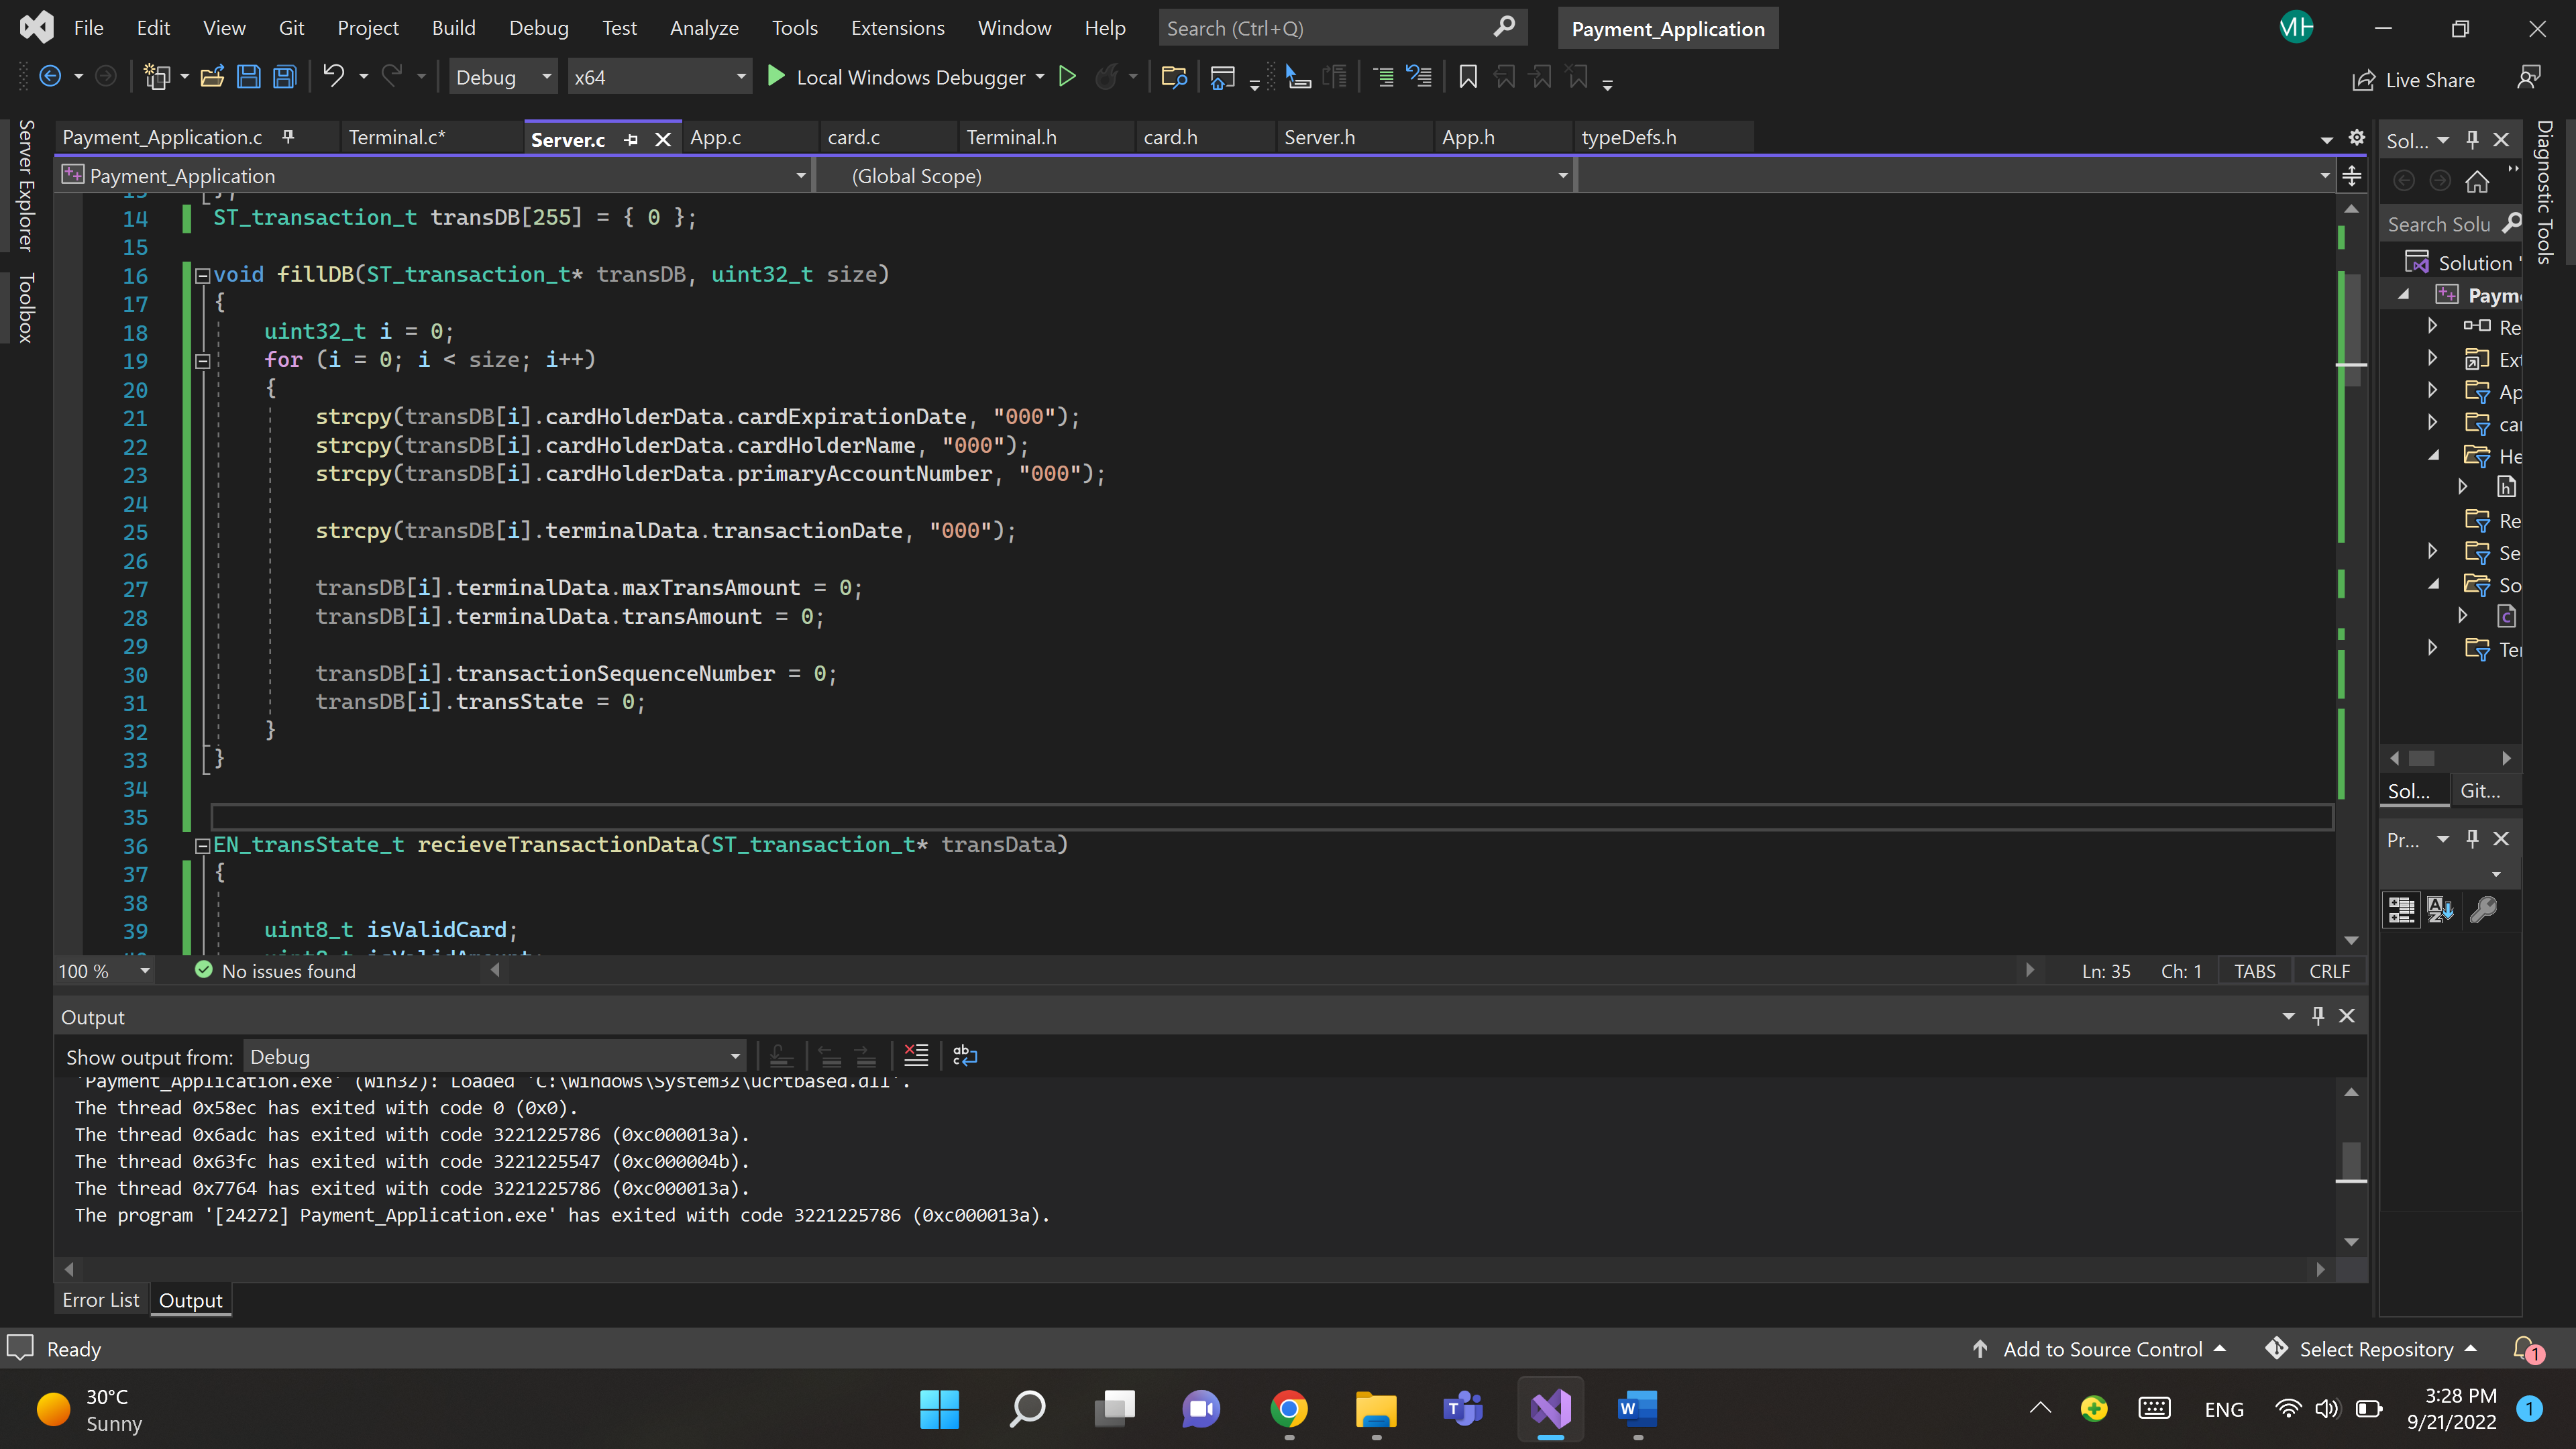 File Edit View Git Project Build Debug Test Analyze Tools Extensions Window Help Search (Ctrl+Q) Payment_Application MH
Debug x64 Local Windows Debugger Live Share
Server Explorer
Toolbox
Payment_Application.c Terminal.c* Server.c App.c card.c Terminal.h card.h Server.h App.h typeDefs.h
Payment_Application (Global Scope)
14 ST_transaction_t transDB[255] = { 0 };
15
16 void fillDB(ST_transaction_t* transDB, uint32_t size)
17 {
18 uint32_t i = 0;
19 for (i = 0; i < size; i++)
20 {
21 strcpy(transDB[i].cardHolderData.cardExpirationDate, "000");
22 strcpy(transDB[i].cardHolderData.cardHolderName, "000");
23 strcpy(transDB[i].cardHolderData.primaryAccountNumber, "000");
24
25 strcpy(transDB[i].terminalData.transactionDate, "000");
26
27 transDB[i].terminalData.maxTransAmount = 0;
28 transDB[i].terminalData.transAmount = 0;
29
30 transDB[i].transactionSequenceNumber = 0;
31 transDB[i].transState = 0;
32 }
33 }
34
35
36 EN_transState_t recieveTransactionData(ST_transaction_t* transData)
37 {
38
39 uint8_t isValidCard;
100 % No issues found Ln: 35 Ch: 1 TABS CRLF
Output
Show output from: Debug
'Payment_Application.exe' (Win32): Loaded 'C:\Windows\System32\ucrtbased.dll'.
The thread 0x58ec has exited with code 0 (0x0).
The thread 0x6adc has exited with code 3221225786 (0xc000013a).
The thread 0x63fc has exited with code 3221225547 (0xc000004b).
The thread 0x7764 has exited with code 3221225786 (0xc000013a).
The program '[24272] Payment_Application.exe' has exited with code 3221225786 (0xc000013a).
Error List Output
Sol...
Search Solu
Solution '
Paym
Re
Ext
Ap
car
He
Re
Se
So
Ter
Sol... Git...
Pr...
Diagnostic Tools
Ready Add to Source Control Select Repository 1
30°C
Sunny
ENG
3:28 PM
9/21/2022
1